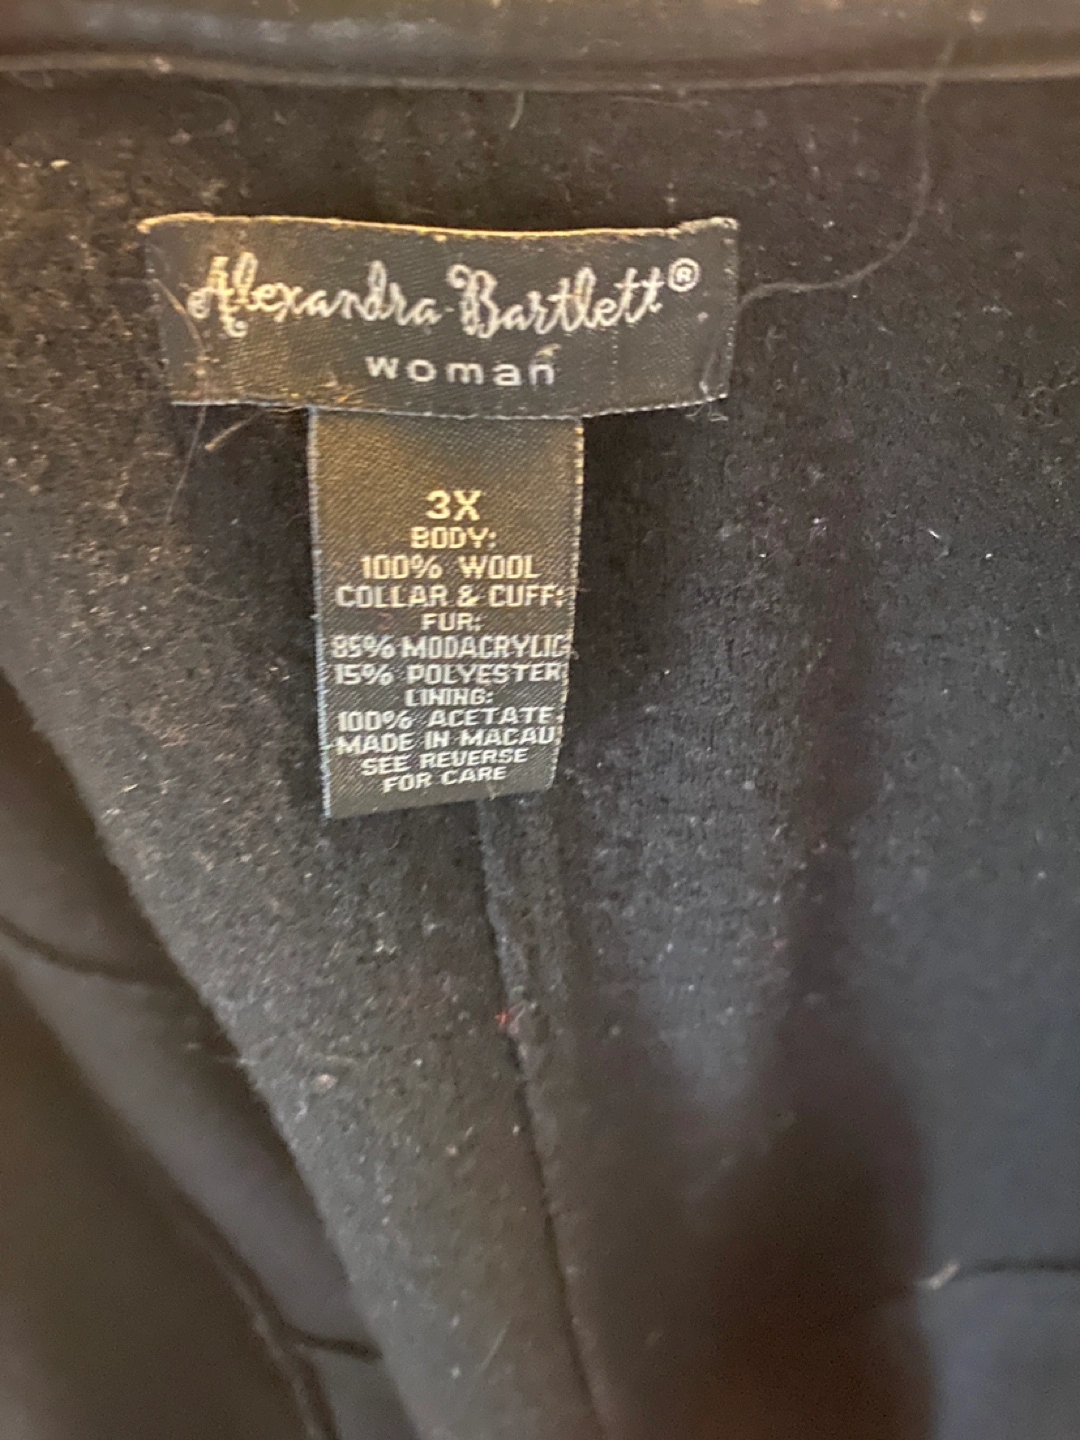 Alexandra Bartlett®
woman
3X
BODY:
100% WOOL
COLLAR & CUFF:
FUR:
85% MODACRYLIC
15% POLYESTER
LINING:
100% ACETATE
MADE IN MACAU
SEE REVERSE
FOR CARE